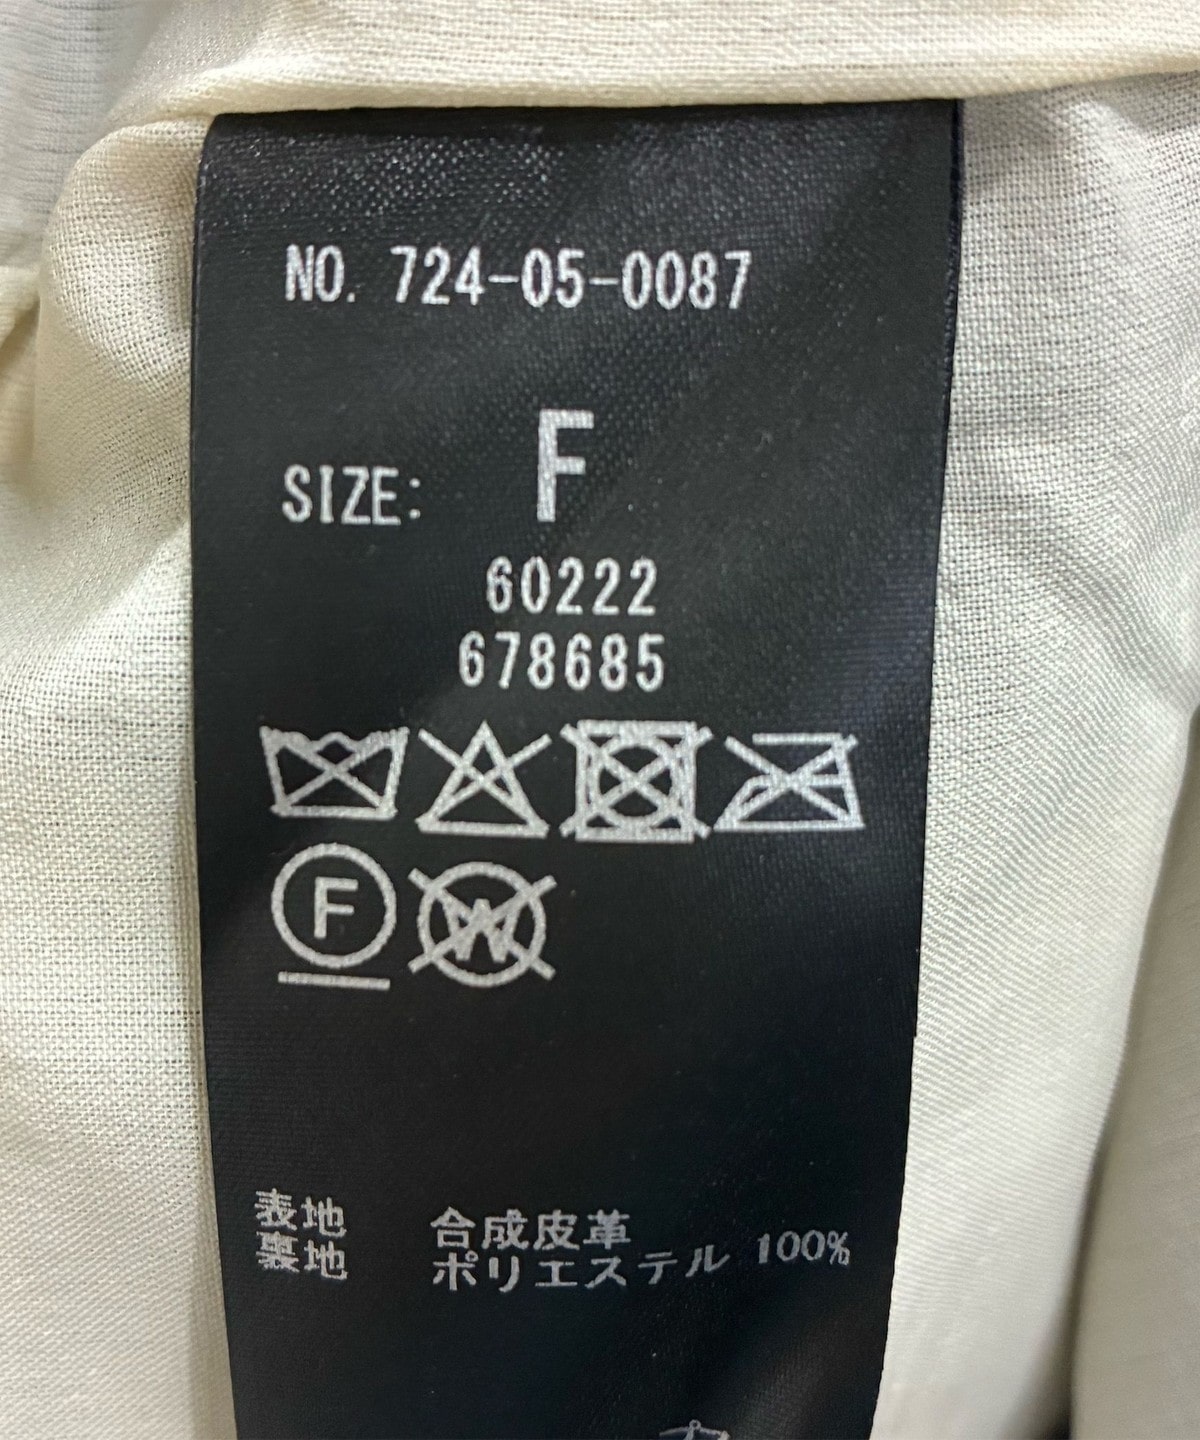 NO. 724-05-0087
SIZE: F
60222
678685
F
W
表地 合成皮革
裏地 ポリエステル 100%